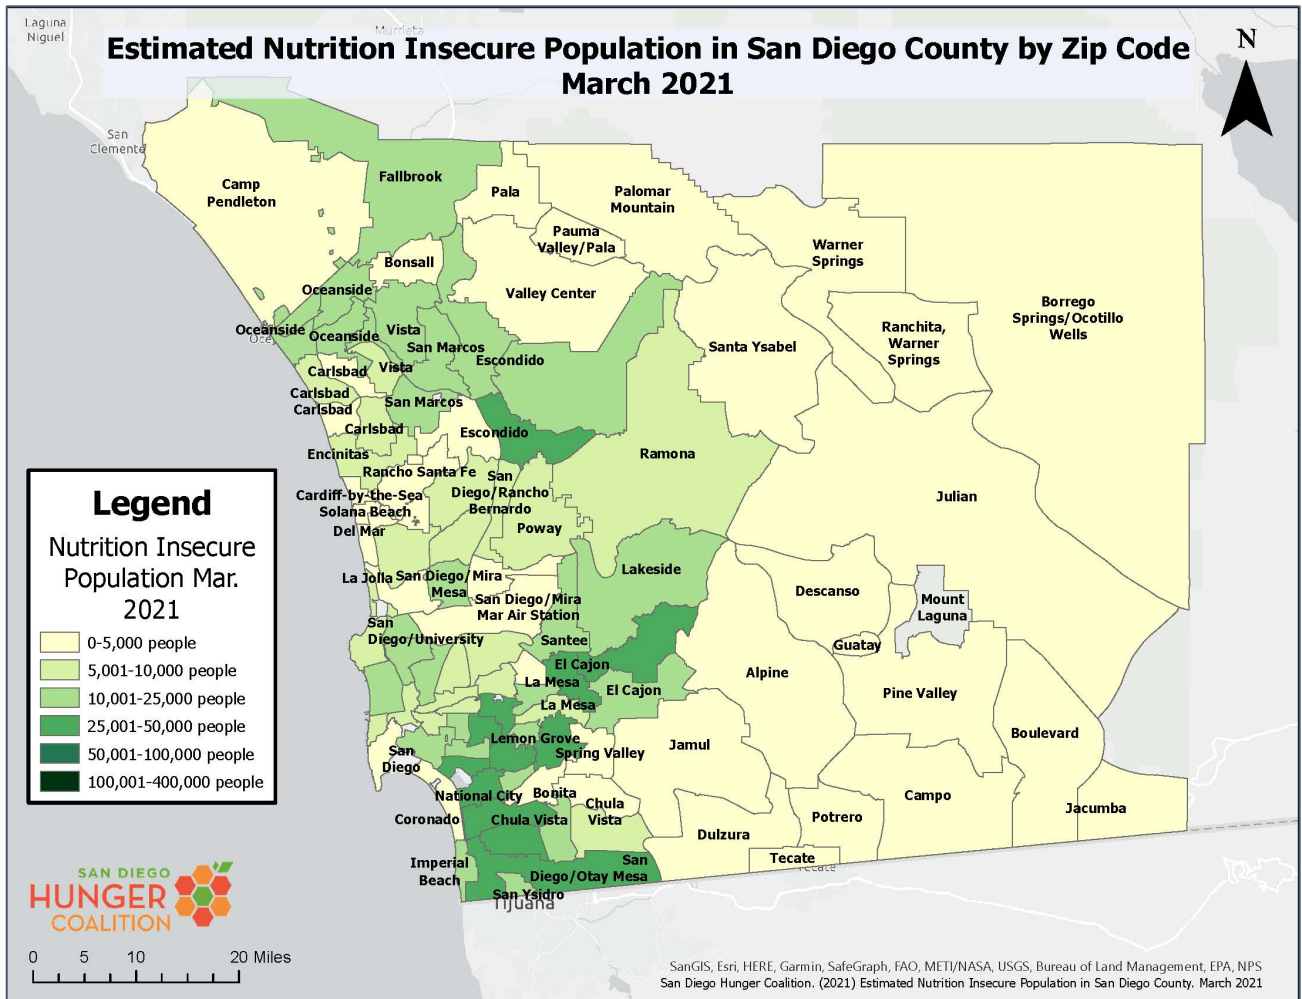 Laguna
Niguel
Murrieta
Estimated Nutrition Insecure Population in San Diego County by Zip Code
March 2021
N
San
Clemente
Camp
Pendleton
Fallbrook
Pala
Palomar
Mountain
Pauma
Valley/Pala
Warner
Springs
Bonsall
Valley Center
Oceanside
Borrego
Springs/Ocotillo
Wells
Oceanside
Oceanside
Vista
Ranchita,
Warner
Springs
San Marcos
Escondido
Santa Ysabel
Carlsbad
Vista
Carlsbad
Carlsbad
San Marcos
Carlsbad
Escondido
Encinitas
Ramona
Rancho Santa Fe
San
Diego/Rancho
Bernardo
Cardiff-by-the-Sea
Solana Beach
Julian
Del Mar
Poway
La Jolla
San Diego/Mira
Mesa
Lakeside
San Diego/Mira
Mar Air Station
Descanso
Mount
Laguna
San
Diego/University
Santee
Guatay
El Cajon
La Mesa
El Cajon
Alpine
Pine Valley
La Mesa
Lemon Grove
Spring Valley
Jamul
Boulevard
San
Diego
National City
Bonita
Chula
Vista
Campo
Jacumba
Coronado
Chula Vista
Potrero
Dulzura
Tecate
Tecate
Imperial
Beach
San
Diego/Otay Mesa
San Ysidro
Tijuana
Legend
Nutrition Insecure
Population Mar.
2021
0-5,000 people
5,001-10,000 people
10,001-25,000 people
25,001-50,000 people
50,001-100,000 people
100,001-400,000 people
SAN DIEGO
HUNGER
COALITION
0 5 10 20 Miles
SanGIS, Esri, HERE, Garmin, SafeGraph, FAO, METI/NASA, USGS, Bureau of Land Management, EPA, NPS
San Diego Hunger Coalition. (2021) Estimated Nutrition Insecure Population in San Diego County. March 2021